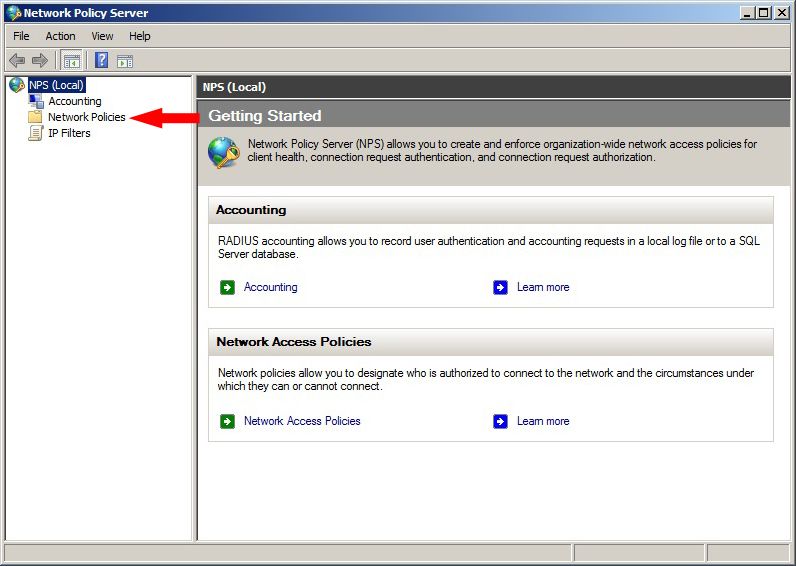 Network Policy Server
File Action View Help
NPS (Local)
Accounting
Network Policies
IP Filters
NPS (Local)
Getting Started
Network Policy Server (NPS) allows you to create and enforce organization-wide network access policies for
client health, connection request authentication, and connection request authorization.
Accounting
RADIUS accounting allows you to record user authentication and accounting requests in a local log file or to a SQL
Server database.
Accounting Learn more
Network Access Policies
Network policies allow you to designate who is authorized to connect to the network and the circumstances under
which they can or cannot connect.
Network Access Policies Learn more